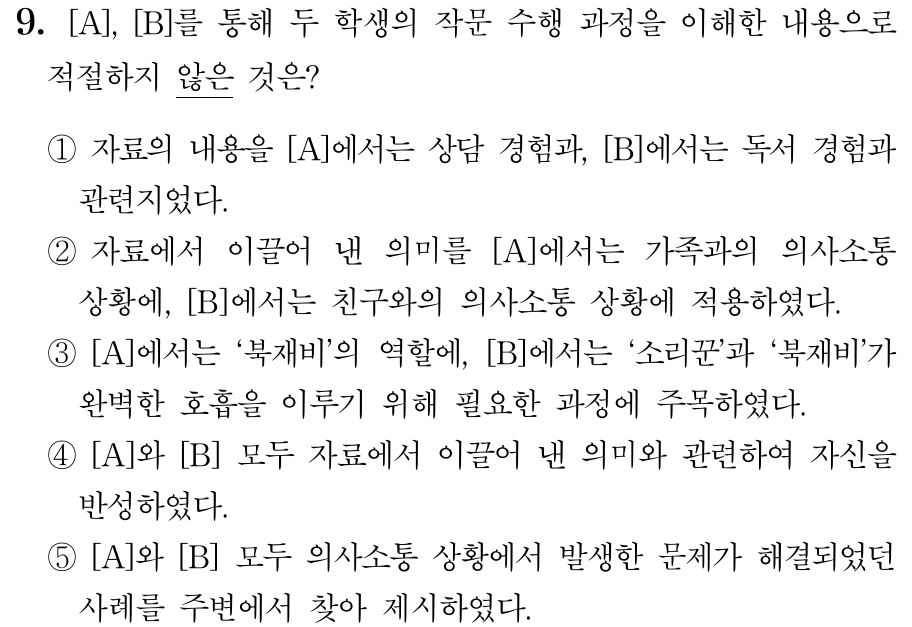 9. [A], [B]를 통해 두 학생의 작문 수행 과정을 이해한 내용으로
적절하지 않은 것은?
① 자료의 내용을 [A]에서는 상담 경험과, [B]에서는 독서 경험과
관련지었다.
② 자료에서 이끌어 낸 의미를 [A]에서는 가족과의 의사소통
상황에, [B]에서는 친구와의 의사소통 상황에 적용하였다.
③ [A]에서는 ‘북재비’의 역할에, [B]에서는 ‘소리꾼’과 ‘북재비’가
완벽한 호흡을 이루기 위해 필요한 과정에 주목하였다.
④ [A]와 [B] 모두 자료에서 이끌어 낸 의미와 관련하여 자신을
반성하였다.
⑤ [A]와 [B] 모두 의사소통 상황에서 발생한 문제가 해결되었던
사례를 주변에서 찾아 제시하였다.